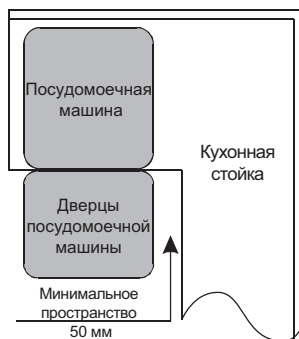 Посудомоечная
машина
Кухонная
стойка
Дверцы
посудомоечной
машины
Минимальное
пространство
50 мм